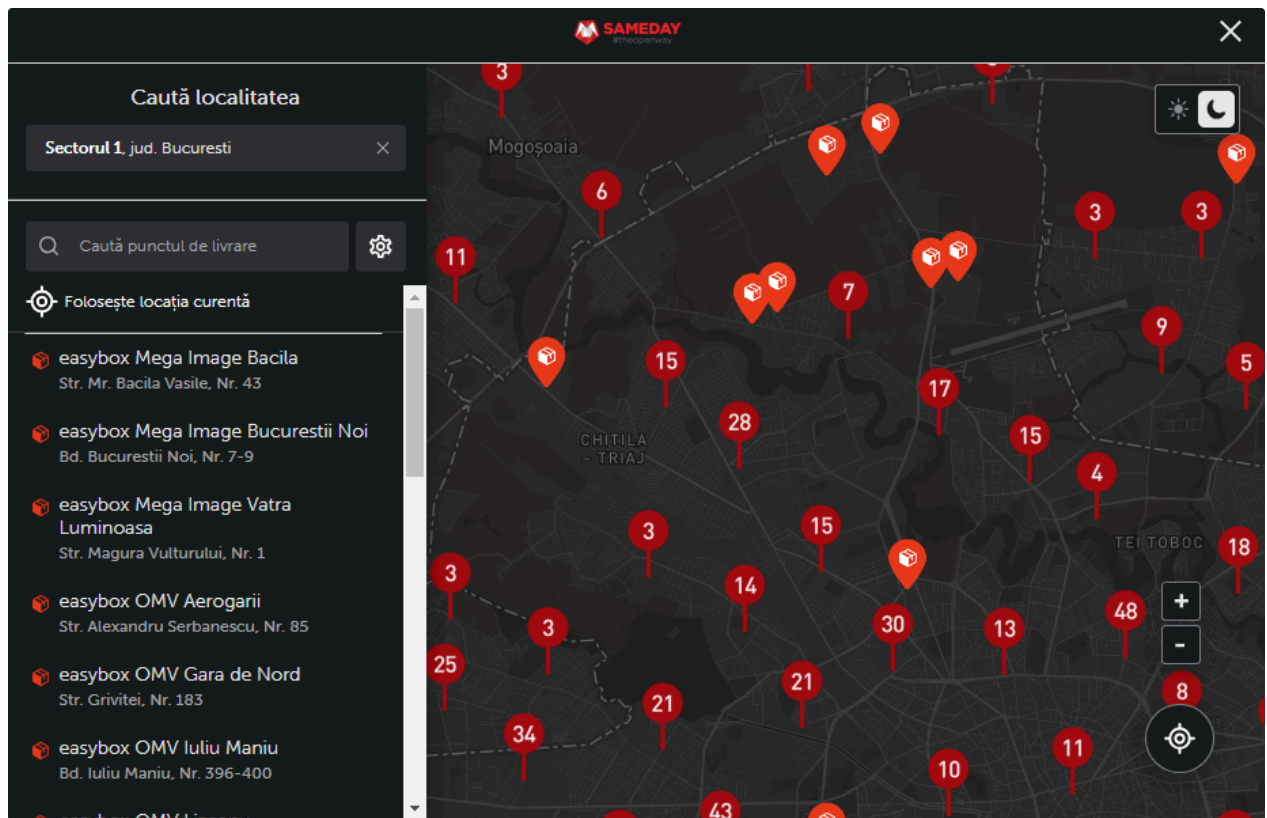 SAMEDAY
#theopenway
Caută localitatea
Sectorul 1, jud. Bucuresti
Caută punctul de livrare
Folosește locația curentă
easybox Mega Image Bacila
Str. Mr. Bacila Vasile, Nr. 43
easybox Mega Image Bucurestii Noi
Bd. Bucurestii Noi, Nr. 7-9
easybox Mega Image Vatra
Luminoasa
Str. Magura Vulturului, Nr. 1
easybox OMV Aerogarii
Str. Alexandru Serbanescu, Nr. 85
easybox OMV Gara de Nord
Str. Grivitei, Nr. 183
easybox OMV Iuliu Maniu
Bd. Iuliu Maniu, Nr. 396-400
3
Mogoșoaia
6
3
3
11
7
9
15
5
17
28
CHITILA
- TRIAJ
15
4
3
15
TEI TOBOC
18
3
14
48
+
3
30
13
-
25
21
21
8
34
11
10
43